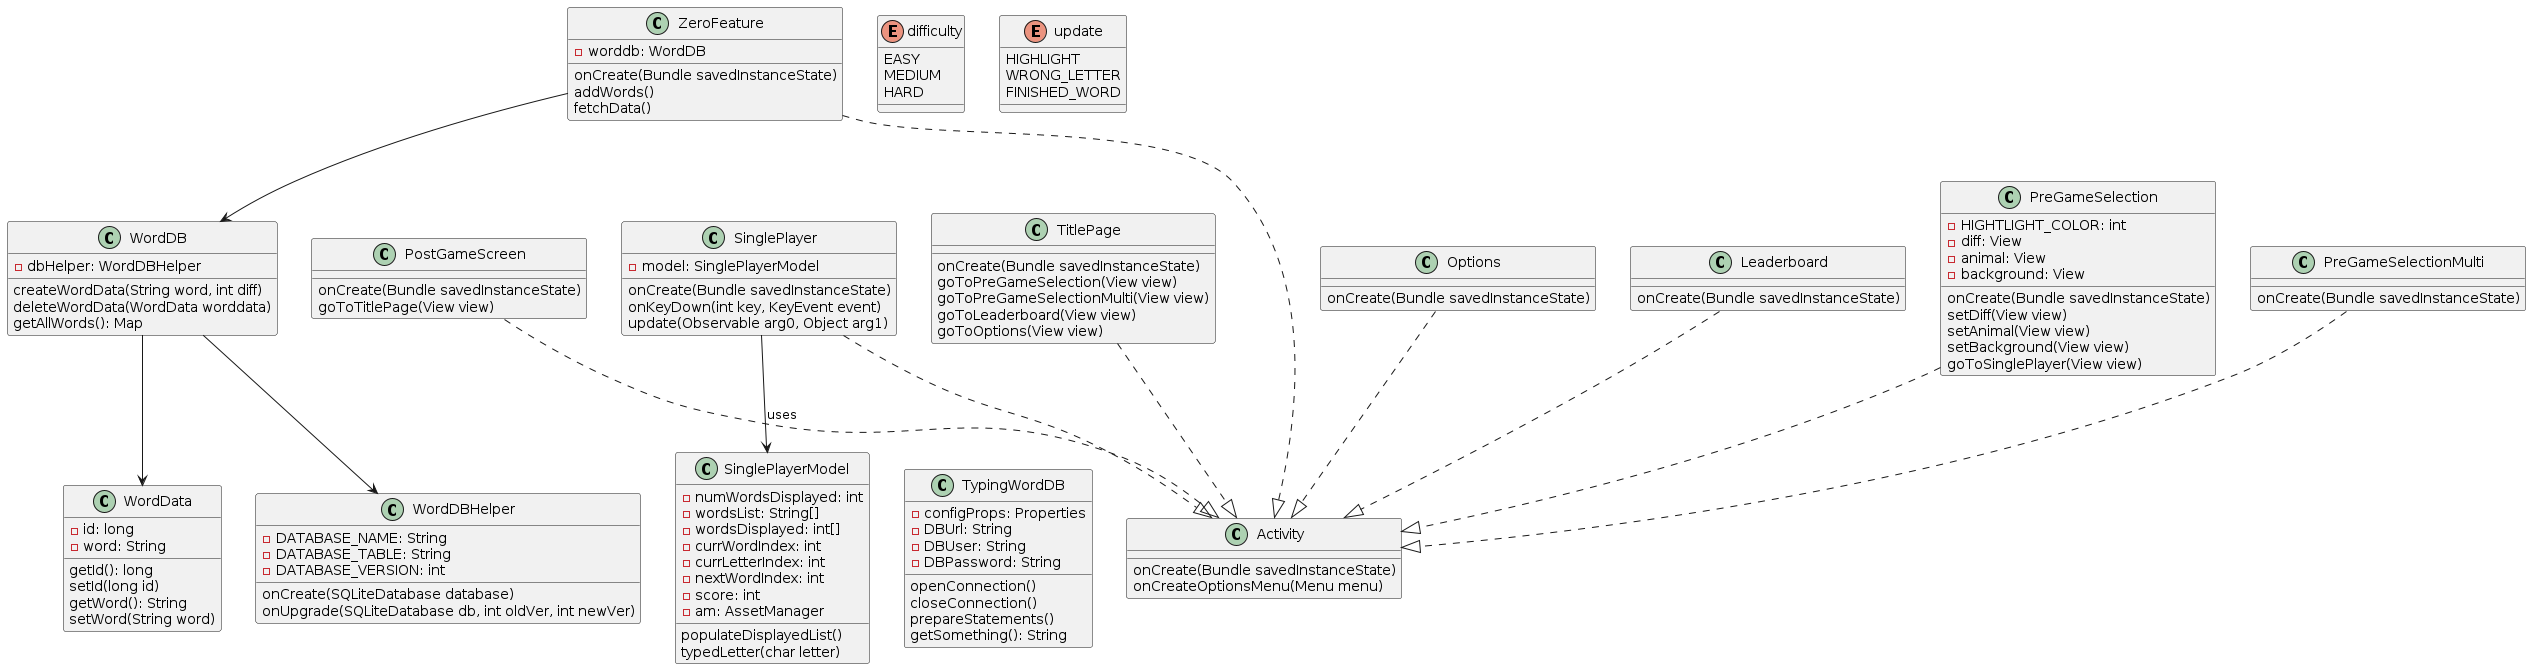 ZeroFeature
worddb: WordDB
onCreate(Bundle savedInstanceState)
addWords()
fetchData()
difficulty
EASY
MEDIUM
HARD
update
HIGHLIGHT
WRONG_LETTER
FINISHED_WORD
WordDB
dbHelper: WordDBHelper
createWordData(String word, int diff)
deleteWordData(WordData worddata)
getAllWords(): Map
PostGameScreen
onCreate(Bundle savedInstanceState)
goToTitlePage(View view)
SinglePlayer
model: SinglePlayerModel
onCreate(Bundle savedInstanceState)
onKeyDown(int key, KeyEvent event)
update(Observable arg0, Object arg1)
TitlePage
onCreate(Bundle savedInstanceState)
goToPreGameSelection(View view)
goToPreGameSelectionMulti(View view)
goToLeaderboard(View view)
goToOptions(View view)
Options
onCreate(Bundle savedInstanceState)
Leaderboard
onCreate(Bundle savedInstanceState)
PreGameSelection
HIGHTLIGHT_COLOR: int
diff: View
animal: View
background: View
onCreate(Bundle savedInstanceState)
setDiff(View view)
setAnimal(View view)
setBackground(View view)
goToSinglePlayer(View view)
PreGameSelectionMulti
onCreate(Bundle savedInstanceState)
uses
WordData
id: long
word: String
getId(): long
setId(long id)
getWord(): String
setWord(String word)
WordDBHelper
DATABASE_NAME: String
DATABASE_TABLE: String
DATABASE_VERSION: int
onCreate(SQLiteDatabase database)
onUpgrade(SQLiteDatabase db, int oldVer, int newVer)
SinglePlayerModel
numWordsDisplayed: int
wordsList: String[]
wordsDisplayed: int[]
currWordIndex: int
currLetterIndex: int
nextWordIndex: int
score: int
am: AssetManager
populateDisplayedList()
typedLetter(char letter)
TypingWordDB
configProps: Properties
DBUrl: String
DBUser: String
DBPassword: String
openConnection()
closeConnection()
prepareStatements()
getSomething(): String
Activity
onCreate(Bundle savedInstanceState)
onCreateOptionsMenu(Menu menu)